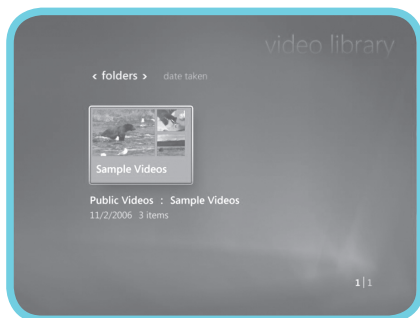 video library
< folders > date taken
Sample Videos
Public Videos : Sample Videos
11/2/2006 3 items
1 | 1